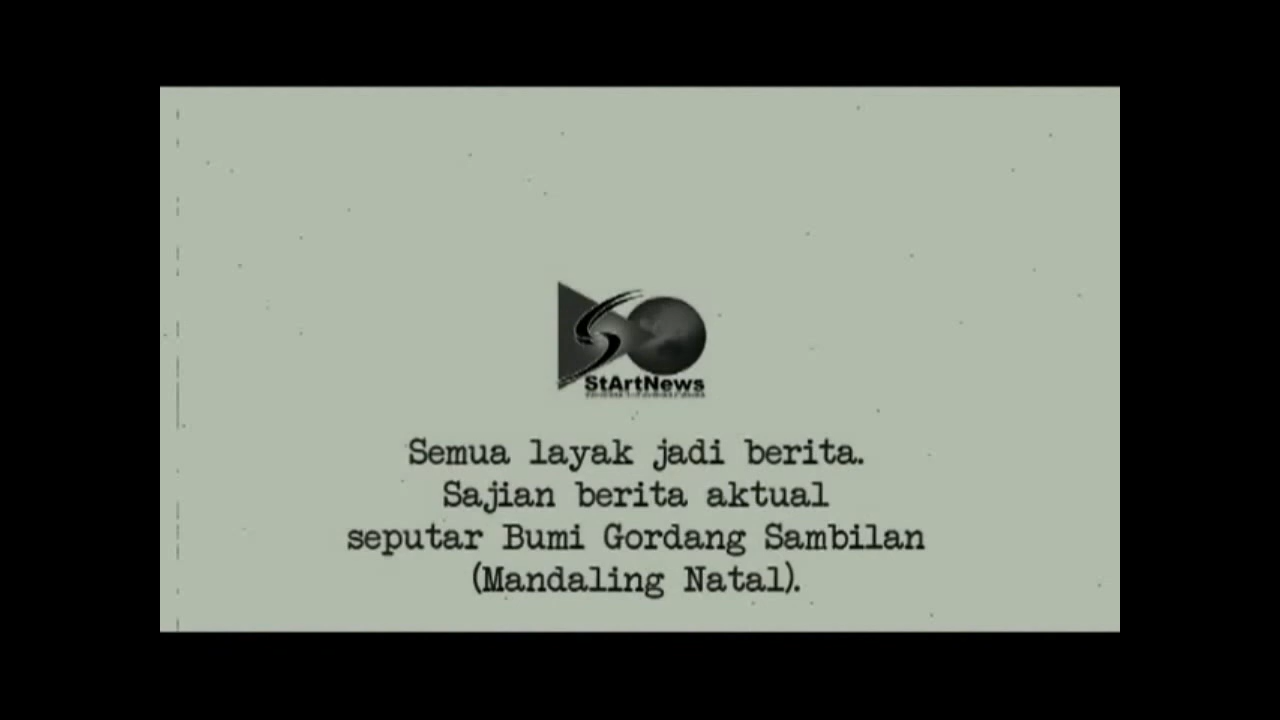 StArtNews
Semua layak jadi berita.
Sajian berita aktual
seputar Bumi Gordang Sambilan
(Mandaling Natal).